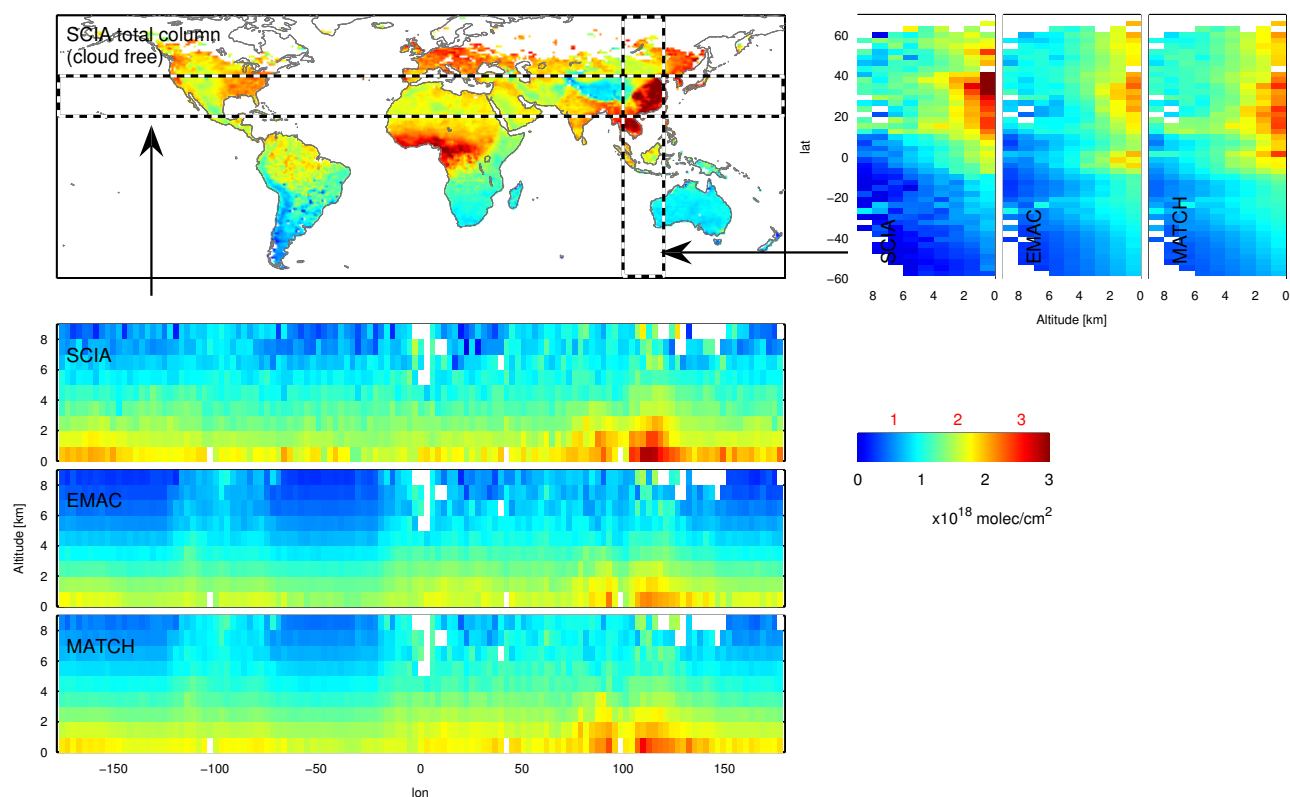 SCIA total column
(cloud free)
lat
60
40
20
0
−20
−40
−60
SCIA
EMAC
MATCH
8 6 4 2 0
8 6 4 2 0
8 6 4 2 0
Altitude [km]
SCIA
8
6
4
2
0
EMAC
8
6
4
2
0
Altitude [km]
MATCH
8
6
4
2
0
−150 −100 −50 0 50 100 150
lon
1 2 3
0 1 2 3
x10¹⁸ molec/cm²